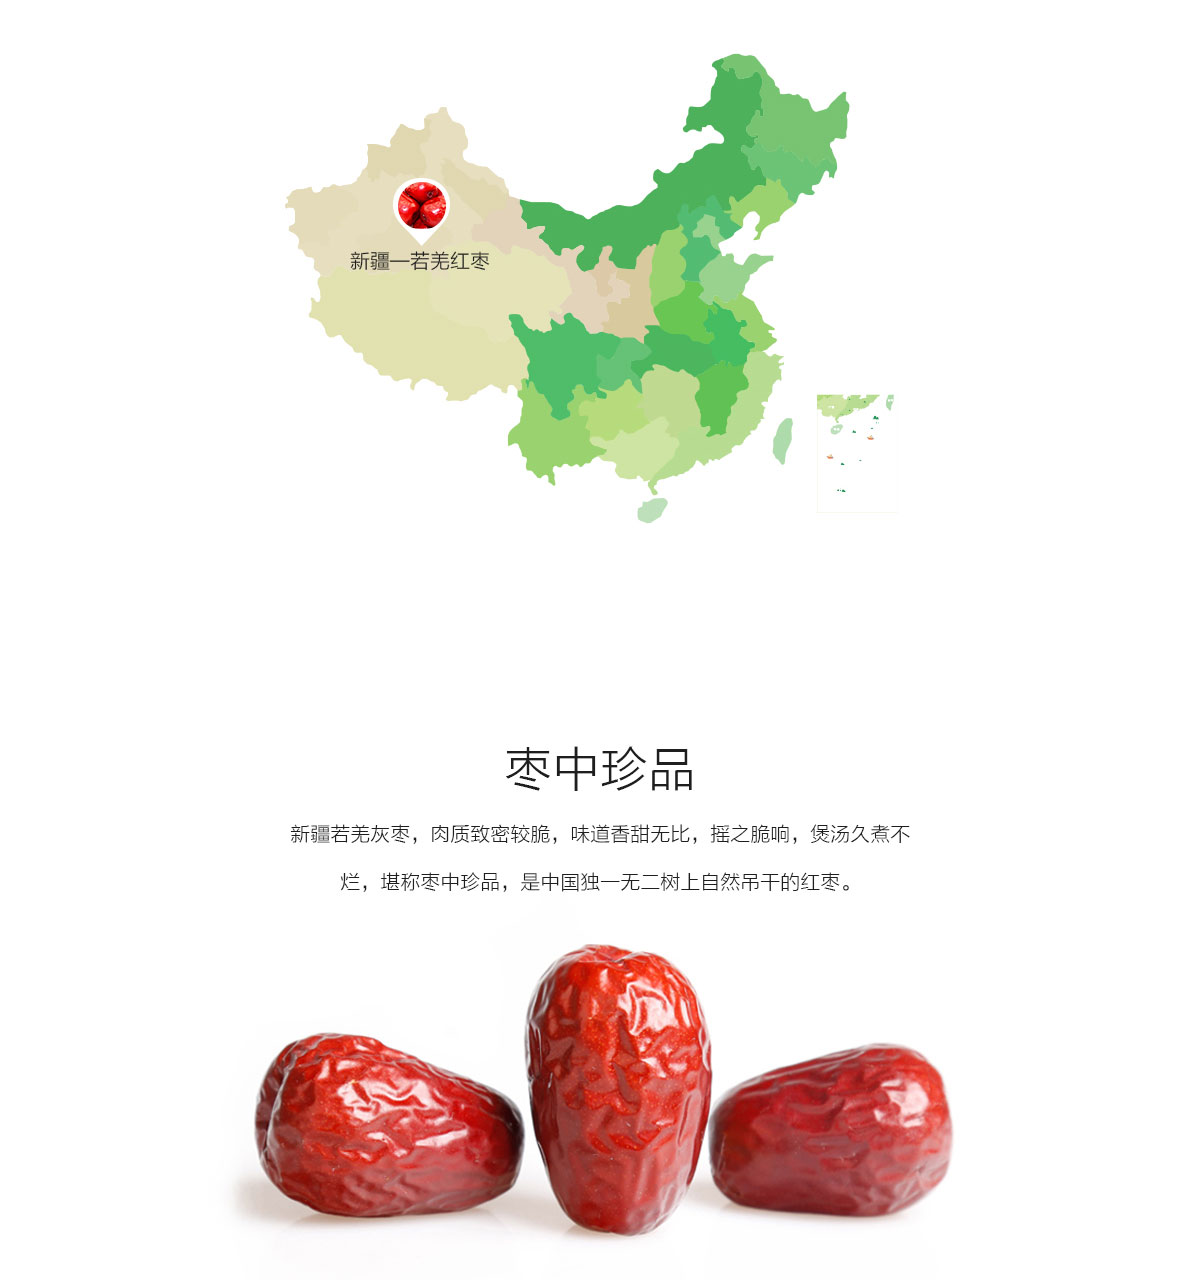 新疆—若羌红枣
枣中珍品
新疆若羌灰枣，肉质致密较脆，味道香甜无比，摇之脆响，煲汤久煮不
烂，堪称枣中珍品，是中国独一无二树上自然吊干的红枣。